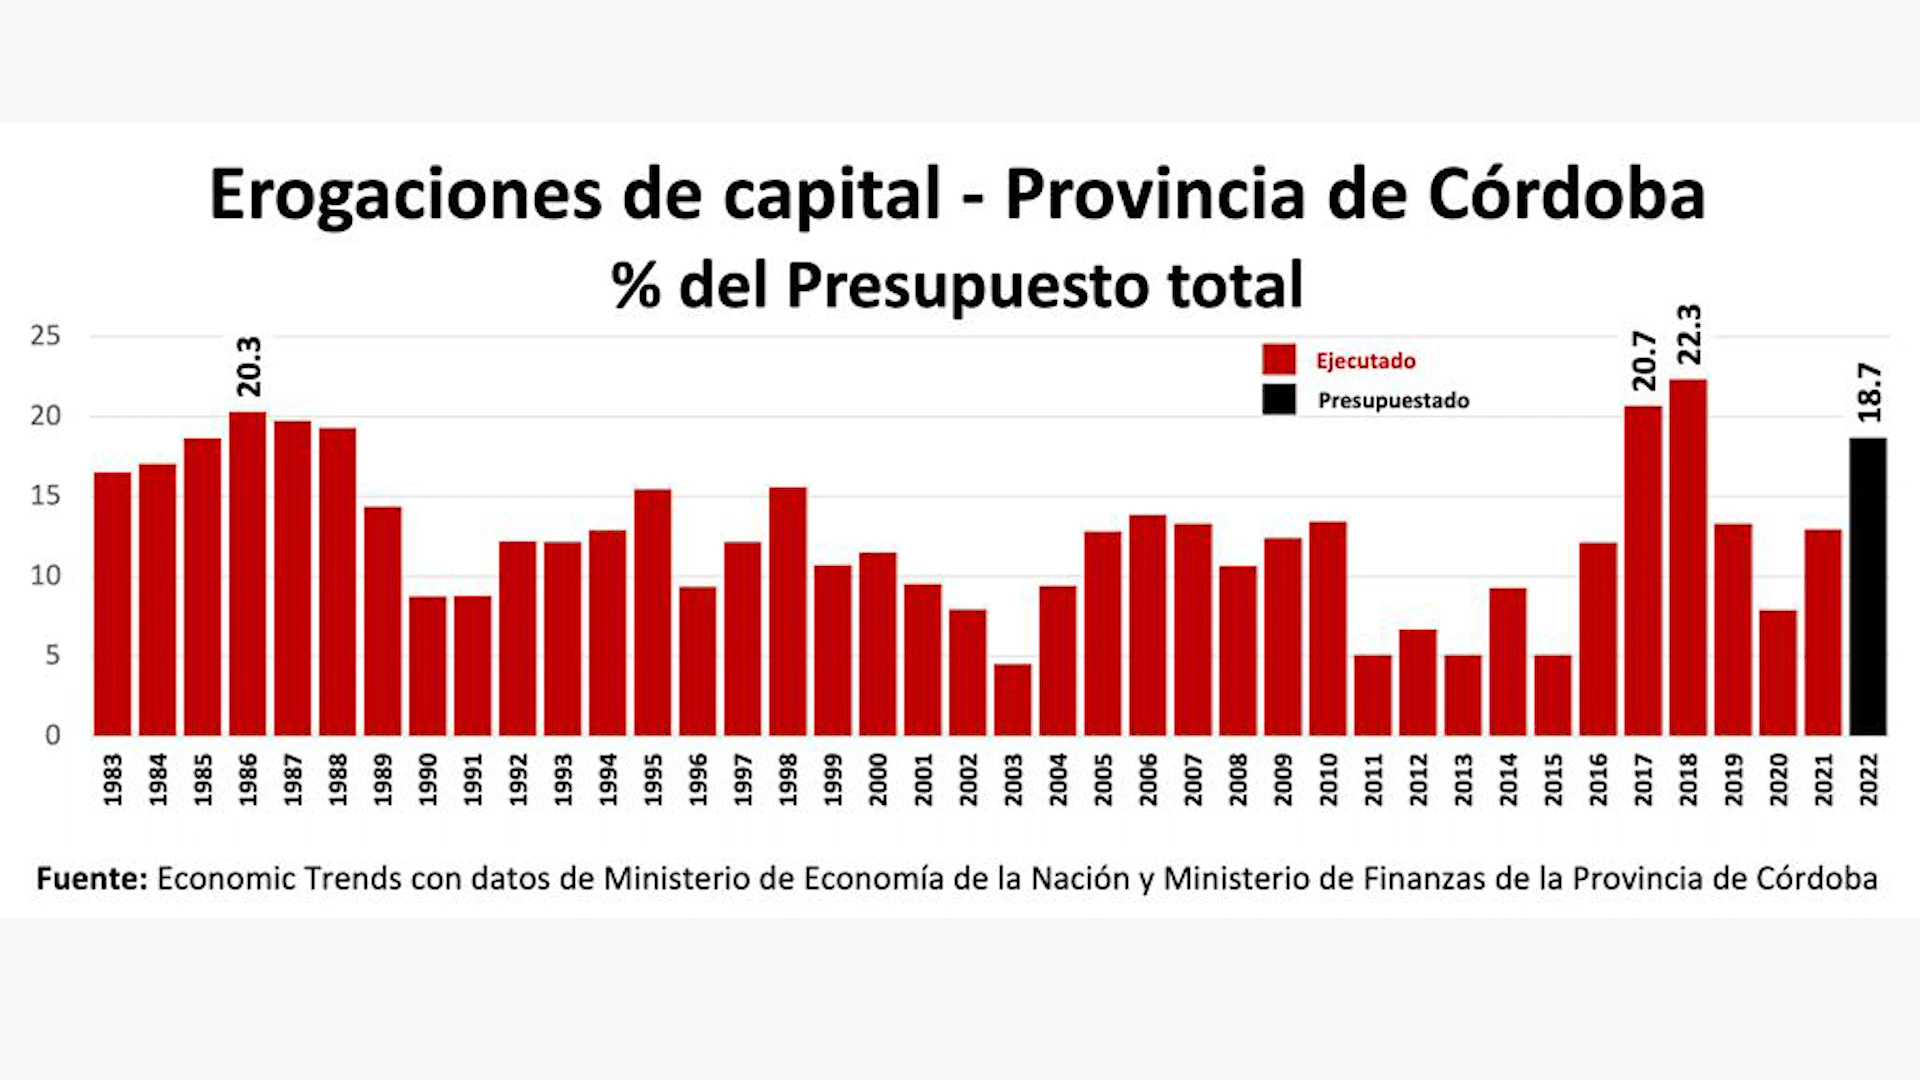 Erogaciones de capital - Provincia de Córdoba
% del Presupuesto total
25
20
15
10
5
0
20.3
20.7
22.3
18.7
Ejecutado
Presupuestado
1983 1984 1985 1986 1987 1988 1989 1990 1991 1992 1993 1994 1995 1996 1997 1998 1999 2000 2001 2002 2003 2004 2005 2006 2007 2008 2009 2010 2011 2012 2013 2014 2015 2016 2017 2018 2019 2020 2021 2022
Fuente: Economic Trends con datos de Ministerio de Economía de la Nación y Ministerio de Finanzas de la Provincia de Córdoba